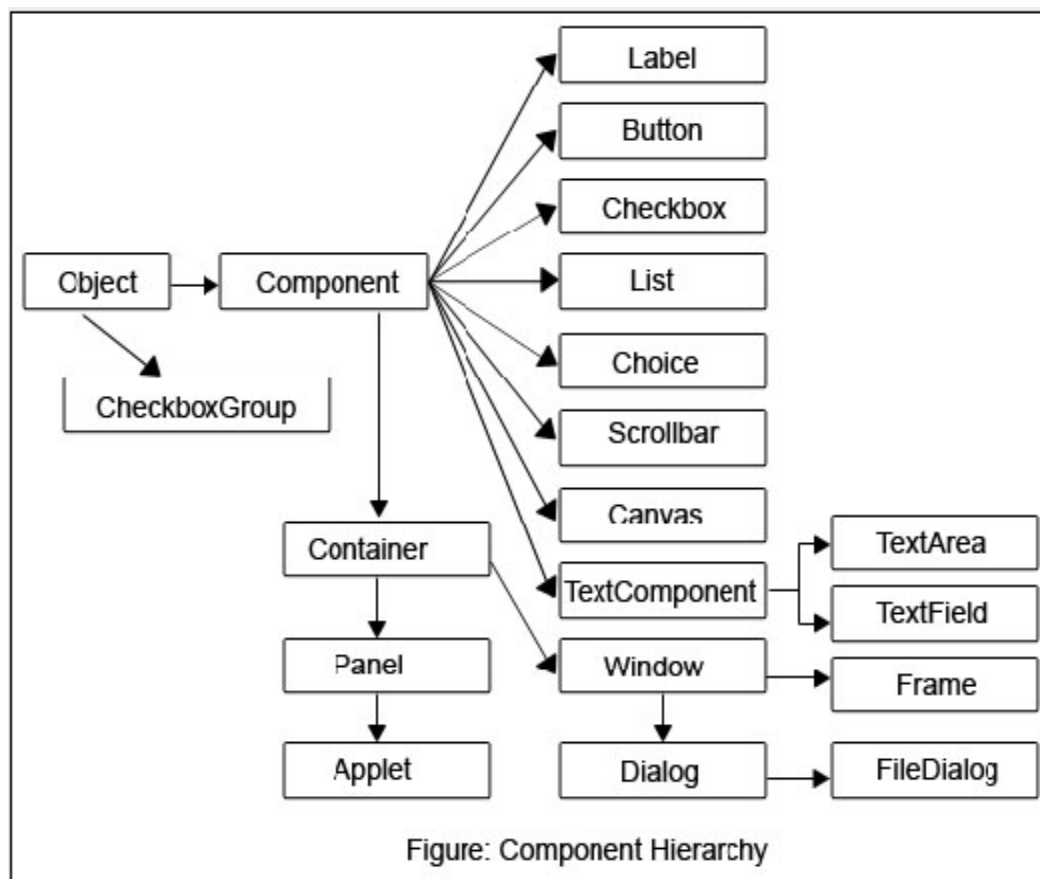 Label
Button
Checkbox
Object
Component
List
Choice
CheckboxGroup
Scrollbar
Canvas
Container
TextComponent
TextArea
TextField
Panel
Window
Frame
Applet
Dialog
FileDialog
Figure: Component Hierarchy